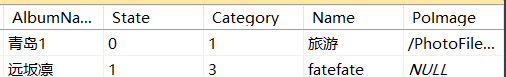 AlbumNa... State Category Name PoImage
青岛1 0 1 旅游 /PhotoFile...
远坂凛 1 3 fatefate NULL